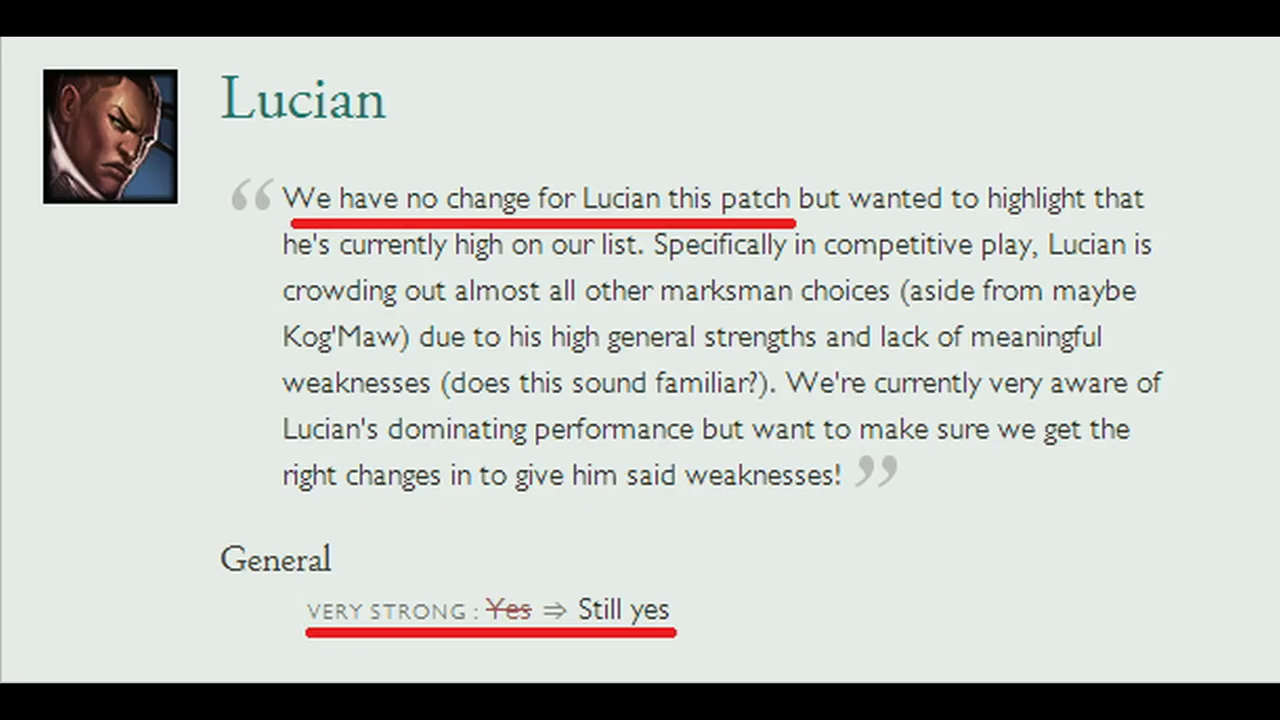 Lucian
“ We have no change for Lucian this patch but wanted to highlight that
he's currently high on our list. Specifically in competitive play, Lucian is
crowding out almost all other marksman choices (aside from maybe
Kog'Maw) due to his high general strengths and lack of meaningful
weaknesses (does this sound familiar?). We're currently very aware of
Lucian's dominating performance but want to make sure we get the
right changes in to give him said weaknesses! ”
General
VERY STRONG : Yes ⇒ Still yes